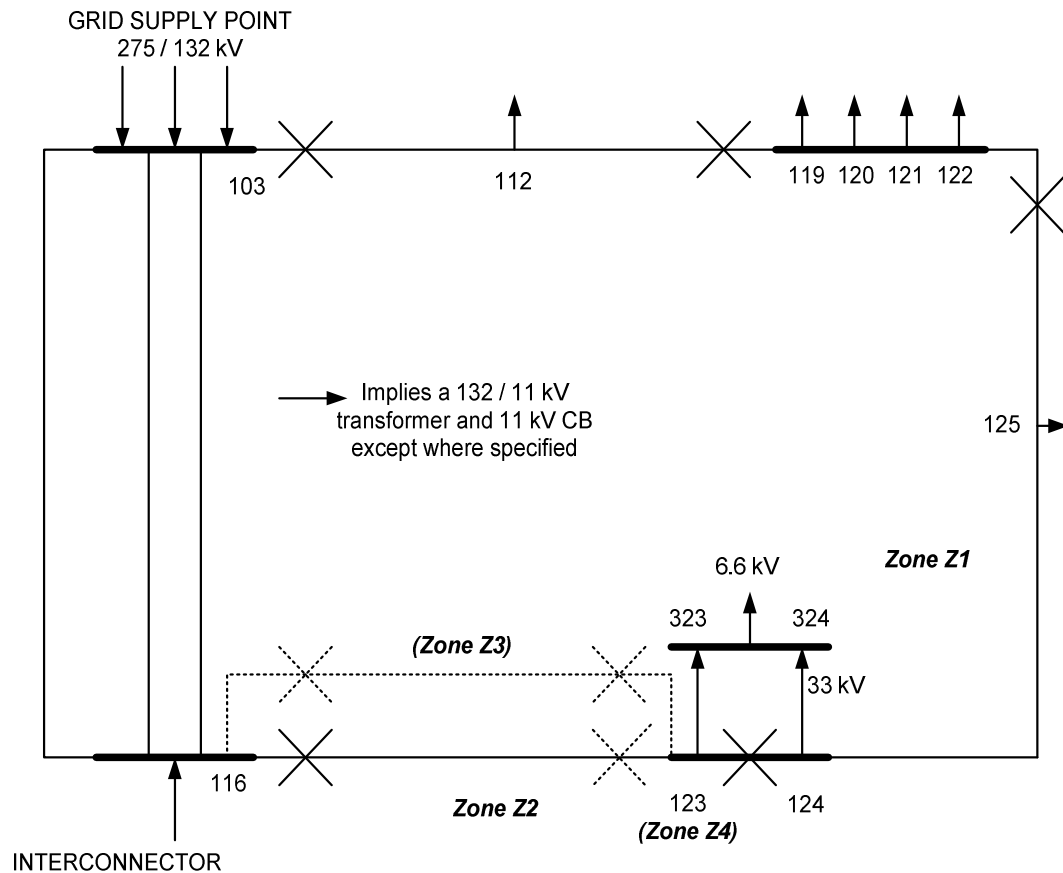 GRID SUPPLY POINT
275 / 132 kV
103
112
119
120
121
122
Implies a 132 / 11 kV
transformer and 11 kV CB
except where specified
125
Zone Z1
6.6 kV
323
324
(Zone Z3)
33 kV
116
123
124
Zone Z2
(Zone Z4)
INTERCONNECTOR